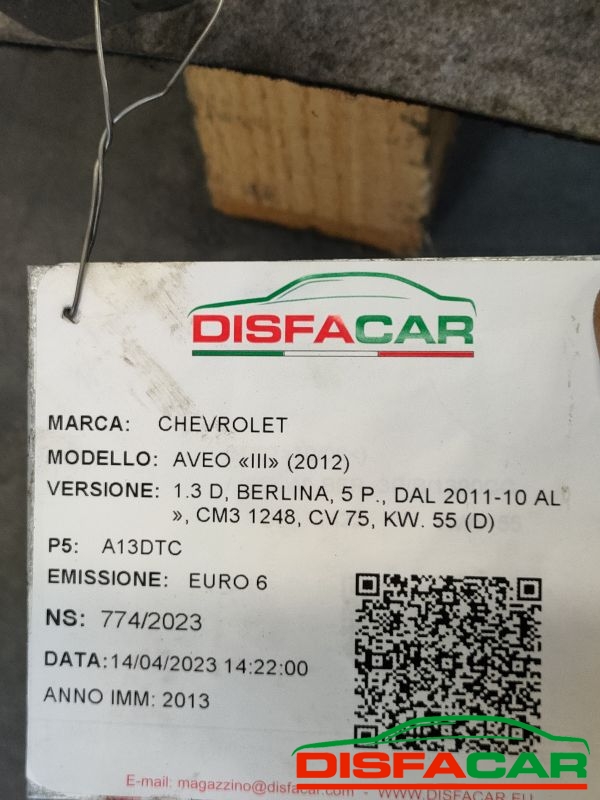 DISFACAR
MARCA: CHEVROLET
MODELLO: AVEO «III» (2012)
VERSIONE: 1.3 D, BERLINA, 5 P., DAL 2011-10 AL
», CM3 1248, CV 75, KW. 55 (D)
P5: A13DTC
EMISSIONE: EURO 6
NS: 774/2023
DATA:14/04/2023 14:22:00
ANNO IMM: 2013
E-mail: magazzino@disfacar - WWW.DISFACAR.EU
DISFACAR